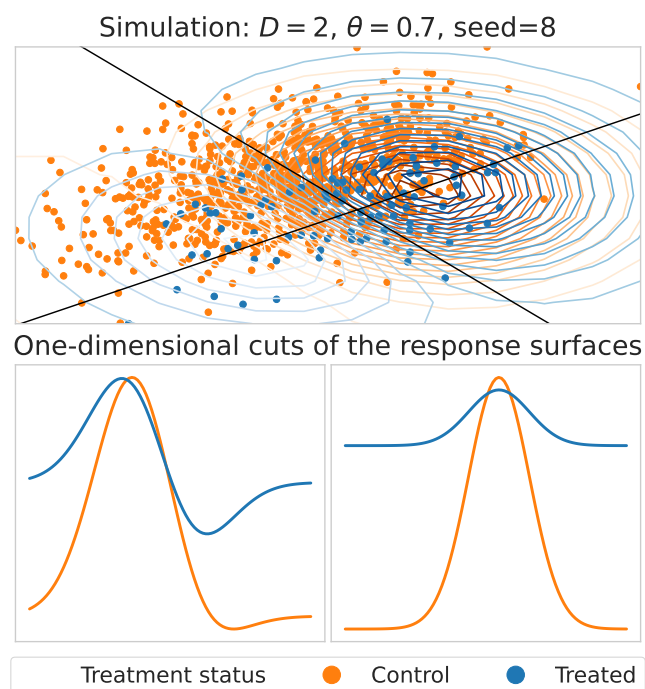 Simulation: D = 2, θ = 0.7, seed=8
One-dimensional cuts of the response surfaces
Treatment status Control Treated